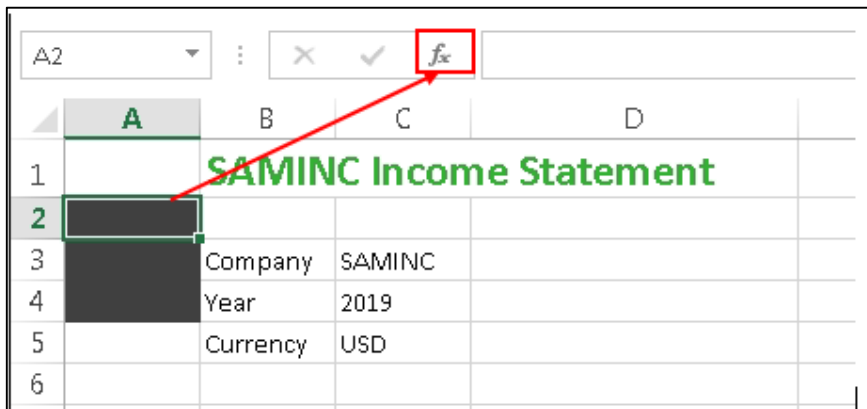 A2 fx
A B C D
1 SAMINC Income Statement
2
3 Company SAMINC
4 Year 2019
5 Currency USD
6